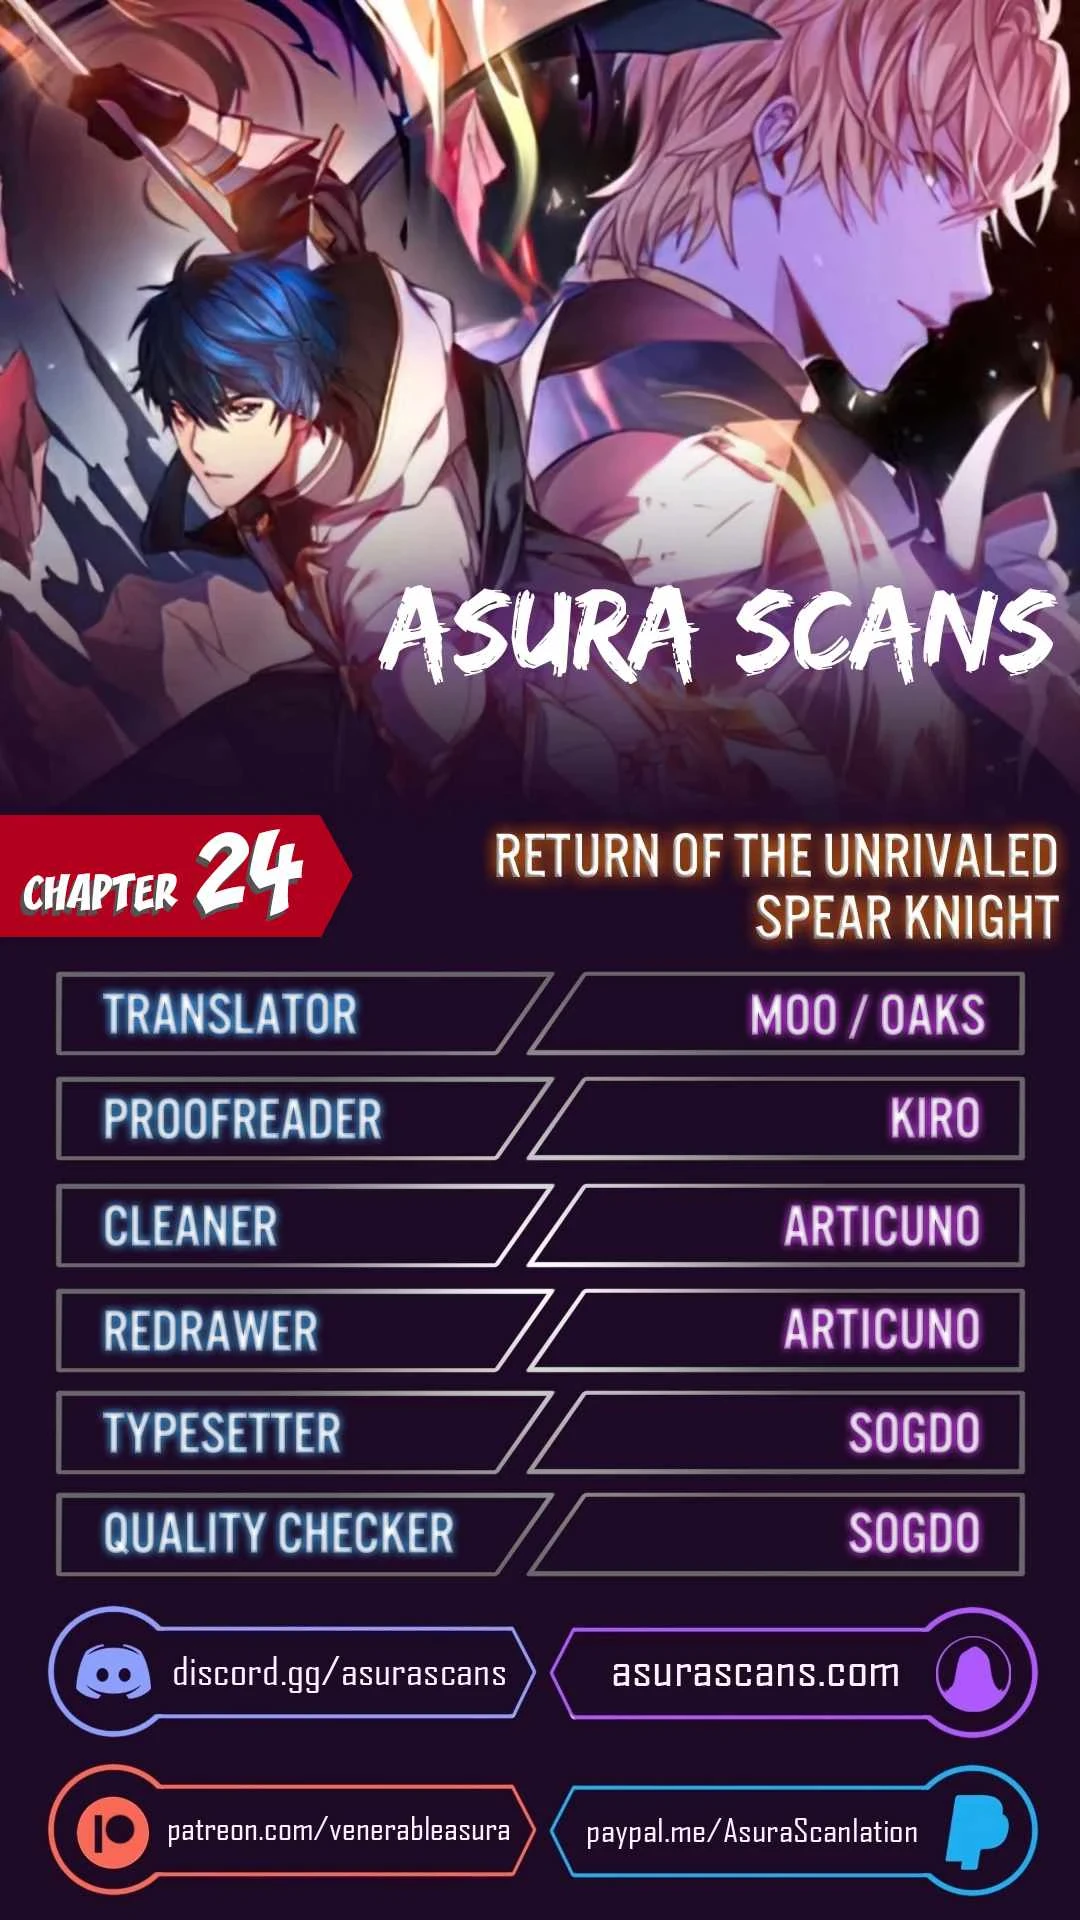 ASURA SCANS
CHAPTER 24
RETURN OF THE UNRIVALED
SPEAR KNIGHT
TRANSLATOR
MOO / OAKS
PROOFREADER
KIRO
CLEANER
ARTICUNO
REDRAWER
ARTICUNO
TYPESETTER
SOGDO
QUALITY CHECKER
SOGDO
discord.gg/asurascans
asurascans.com
patreon.com/venerableasura
paypal.me/AsuraScanlation